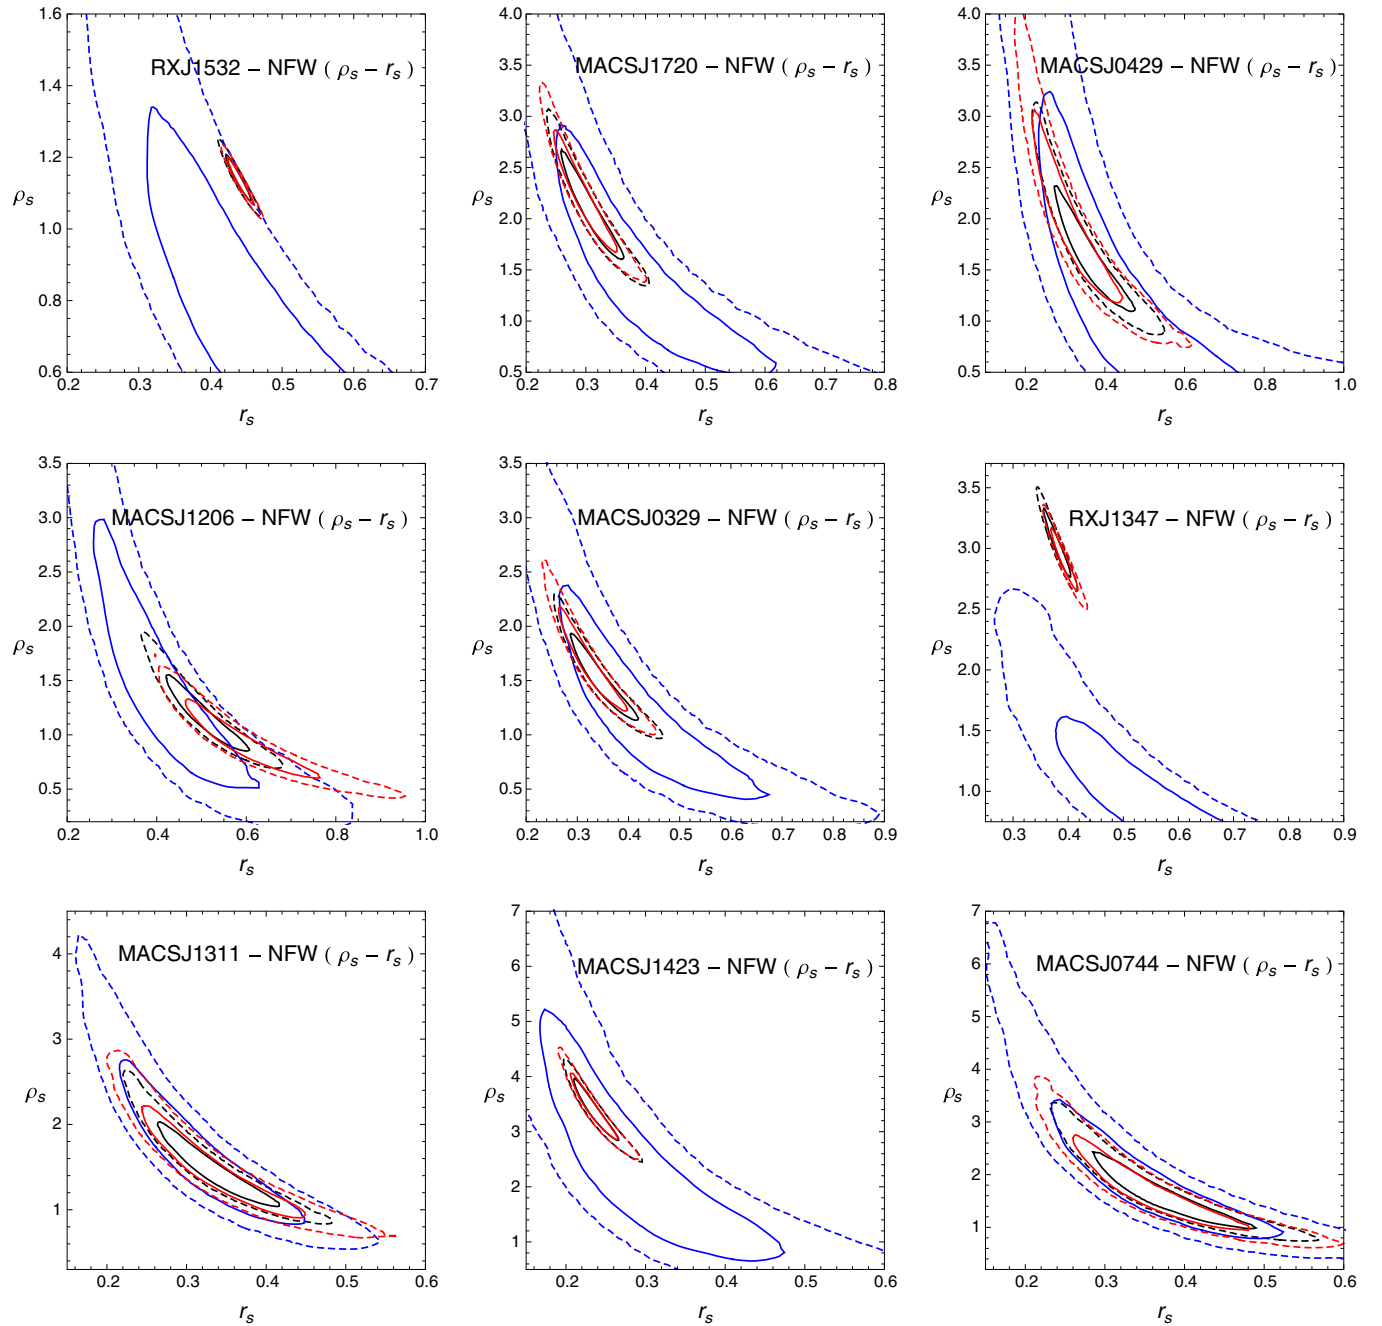 RXJ1532 – NFW ( ρs – rs )
1.6
1.4
1.2
1.0
0.8
0.6
ρs
0.2 0.3 0.4 0.5 0.6 0.7
rs
MACSJ1720 – NFW ( ρs – rs )
4.0
3.5
3.0
2.5
2.0
1.5
1.0
0.5
ρs
0.2 0.3 0.4 0.5 0.6 0.7 0.8
rs
MACSJ0429 – NFW ( ρs – rs )
4.0
3.5
3.0
2.5
2.0
1.5
1.0
0.5
ρs
0.2 0.4 0.6 0.8 1.0
rs
MACSJ1206 – NFW ( ρs – rs )
3.5
3.0
2.5
2.0
1.5
1.0
0.5
ρs
0.2 0.4 0.6 0.8 1.0
rs
MACSJ0329 – NFW ( ρs – rs )
3.5
3.0
2.5
2.0
1.5
1.0
0.5
ρs
0.2 0.3 0.4 0.5 0.6 0.7 0.8 0.9
rs
RXJ1347 – NFW ( ρs – rs )
3.5
3.0
2.5
2.0
1.5
1.0
ρs
0.3 0.4 0.5 0.6 0.7 0.8 0.9
rs
MACSJ1311 – NFW ( ρs – rs )
4
3
2
1
ρs
0.2 0.3 0.4 0.5 0.6
rs
MACSJ1423 – NFW ( ρs – rs )
7
6
5
4
3
2
1
ρs
0.2 0.3 0.4 0.5 0.6
rs
MACSJ0744 – NFW ( ρs – rs )
7
6
5
4
3
2
1
ρs
0.2 0.3 0.4 0.5 0.6
rs